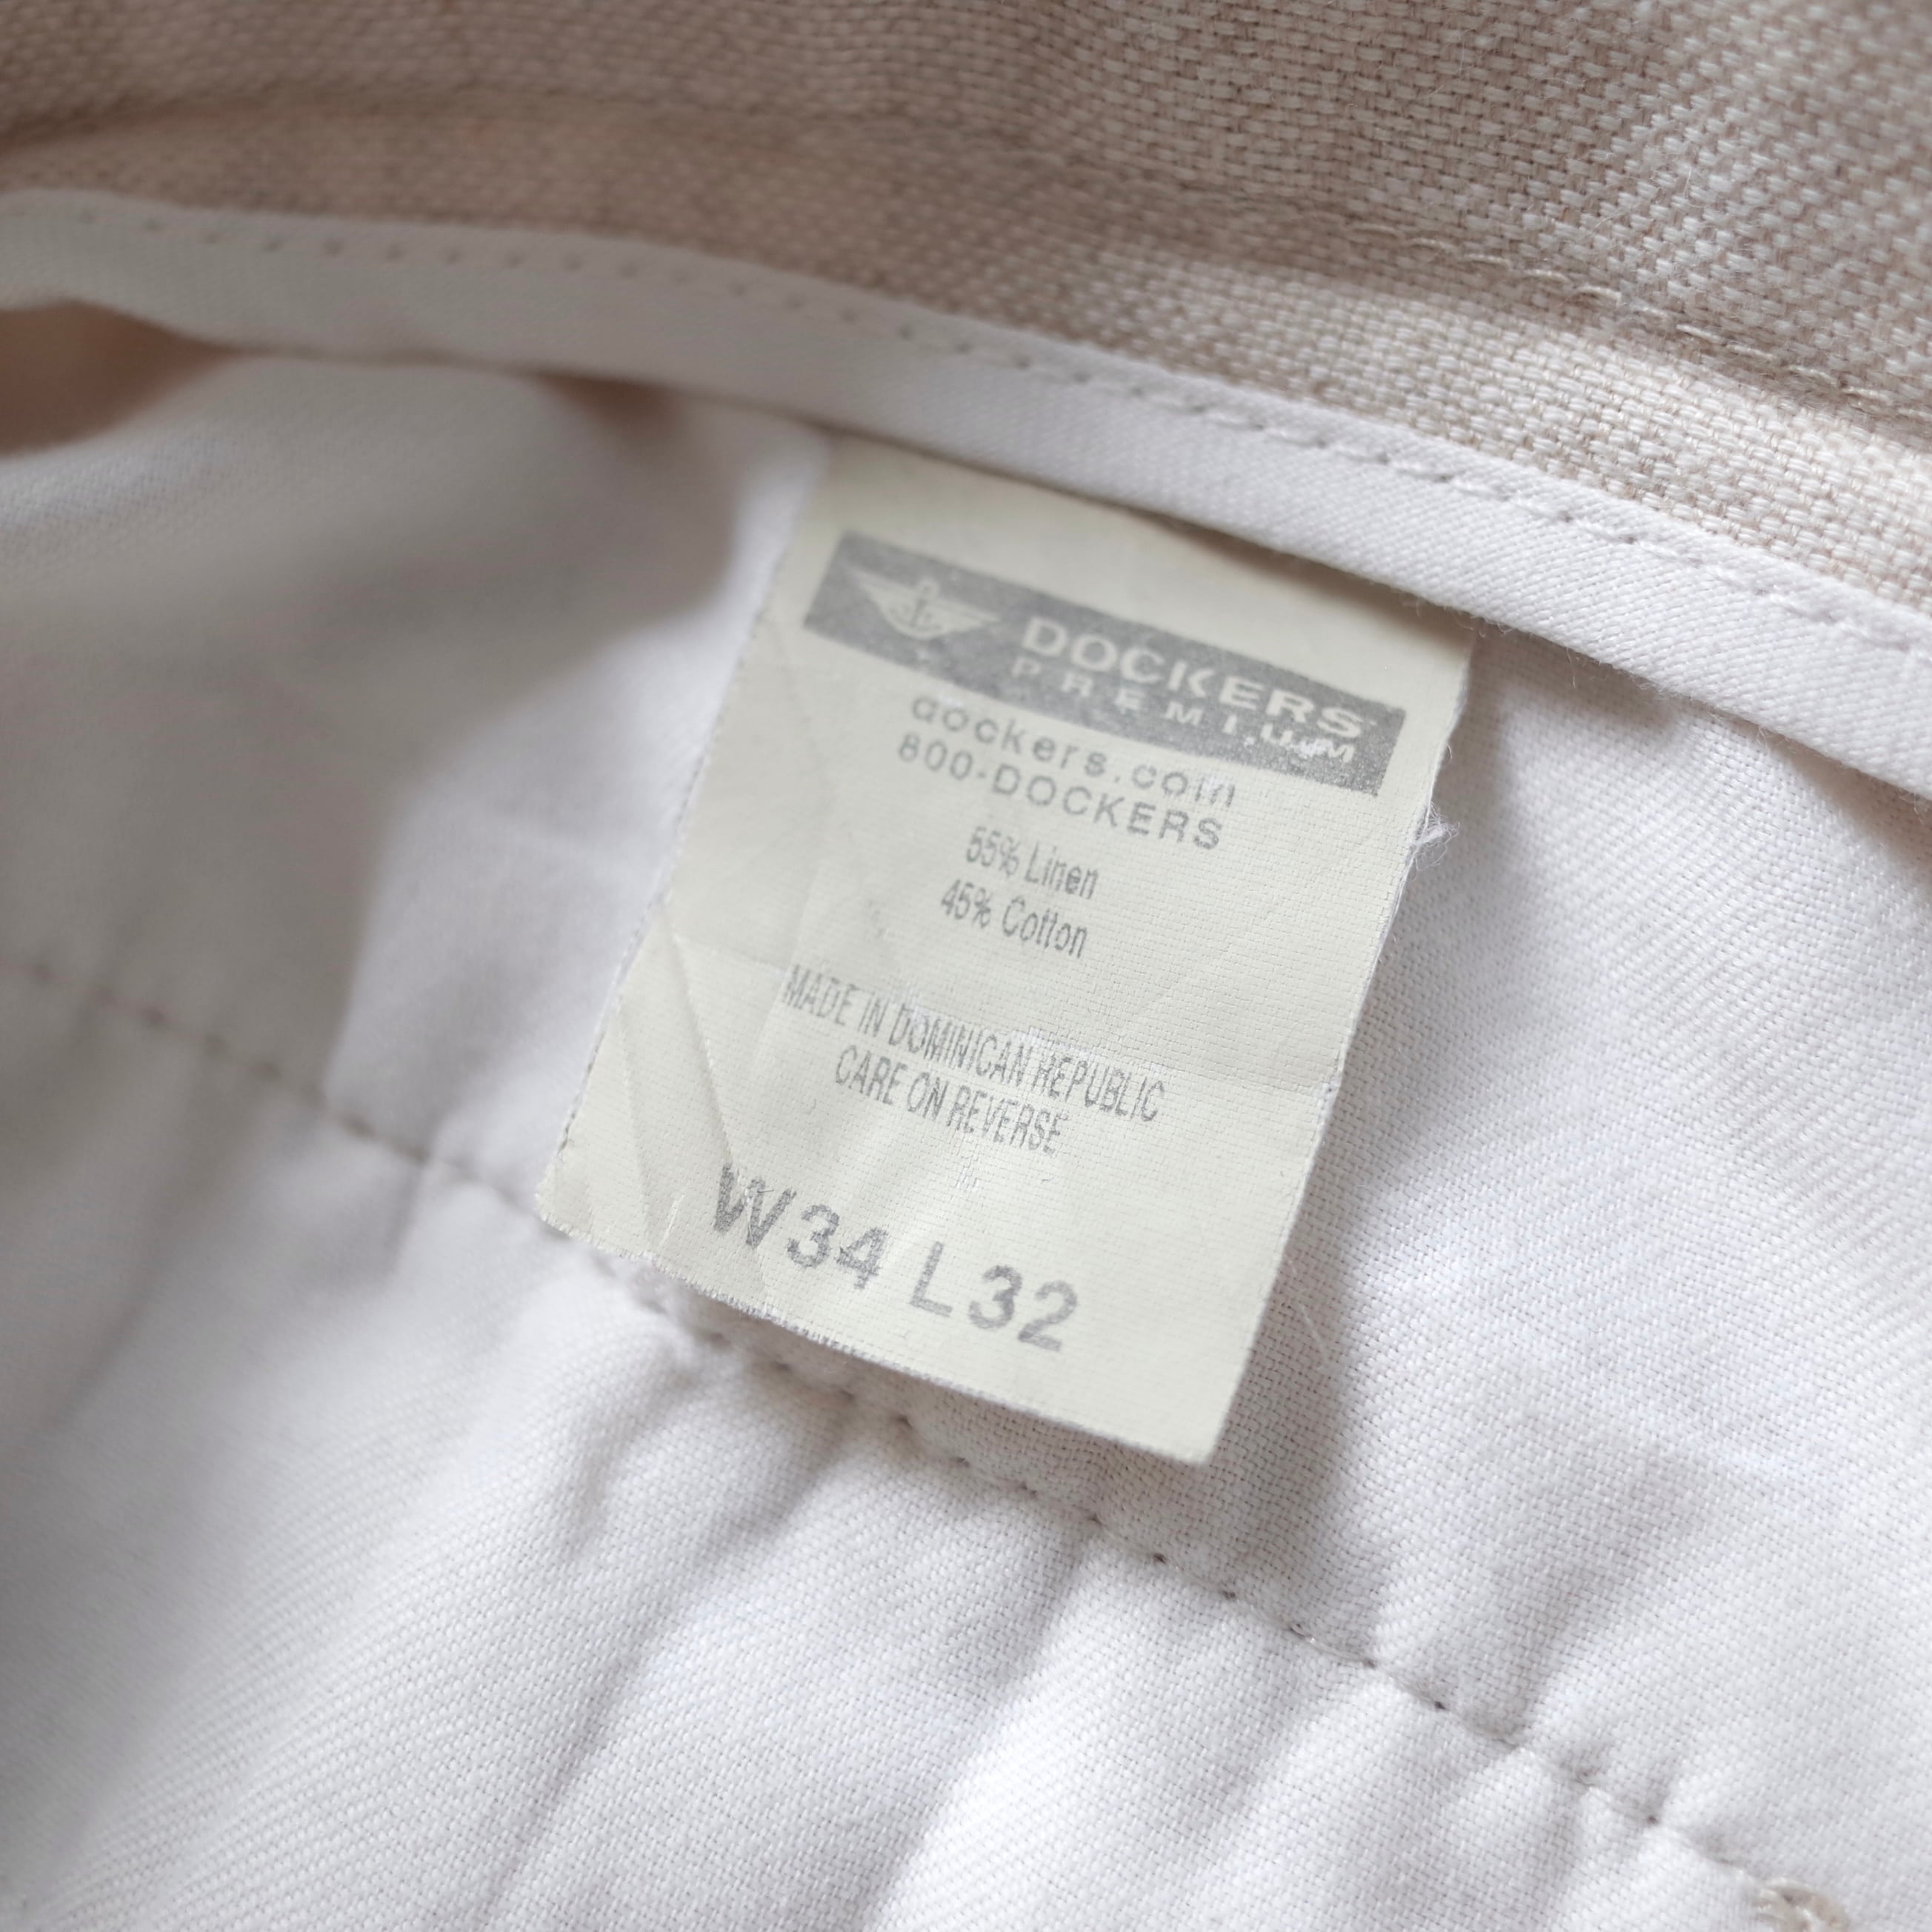 DOCKERS
PREMIUM
dockers.com
800-DOCKERS
55% Linen
45% Cotton
MADE IN DOMINICAN REPUBLIC
CARE ON REVERSE
W34 L32